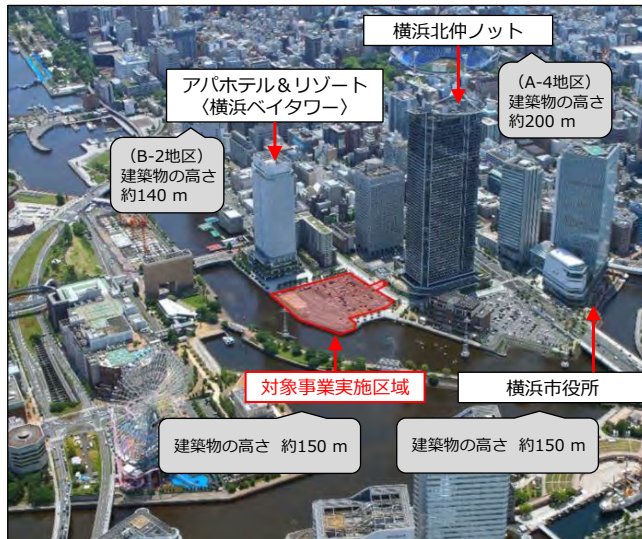 横浜北仲ノット
（A-4地区）
建築物の高さ
約200 m
アパホテル＆リゾート
〈横浜ベイタワー〉
（B-2地区）
建築物の高さ
約140 m
対象事業実施区域
横浜市役所
建築物の高さ 約150 m
建築物の高さ 約150 m